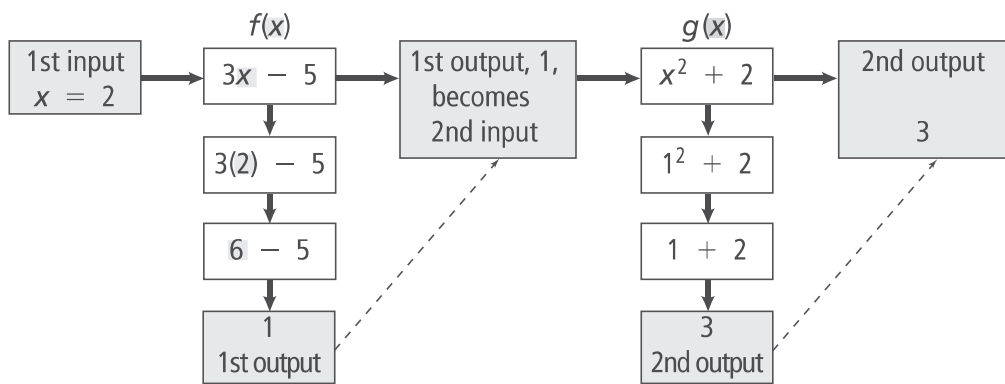 f(x)
g(x)
1st input
x = 2
3x − 5
1st output, 1,
becomes
2nd input
x² + 2
2nd output
3
3(2) − 5
1² + 2
6 − 5
1 + 2
1
1st output
3
2nd output